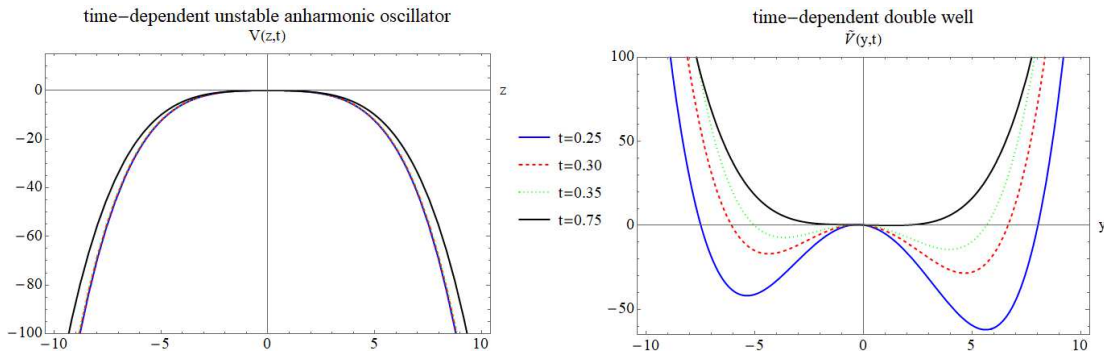 time−dependent unstable anharmonic oscillator
V(z,t)
0
−20
−40
−60
−80
−100
−10 −5 0 5 10
z
t=0.25
t=0.30
t=0.35
t=0.75
time−dependent double well
Ṽ(y,t)
100
50
0
−50
−10 −5 0 5 10
y